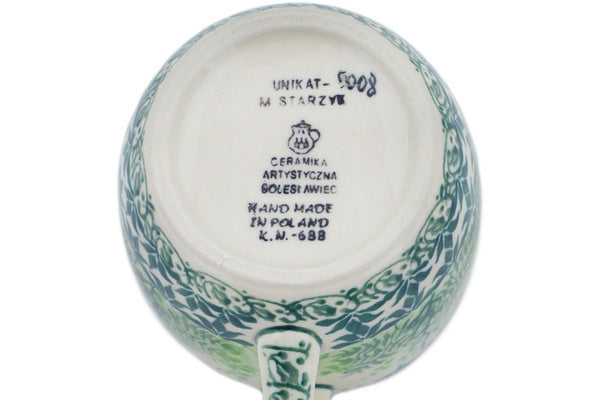 UNIKAT- 5008
M STARZYK
CERAMIKA
ARTYSTYCZNA
BOLESŁAWIEC
HAND MADE
IN POLAND
K.N.-688